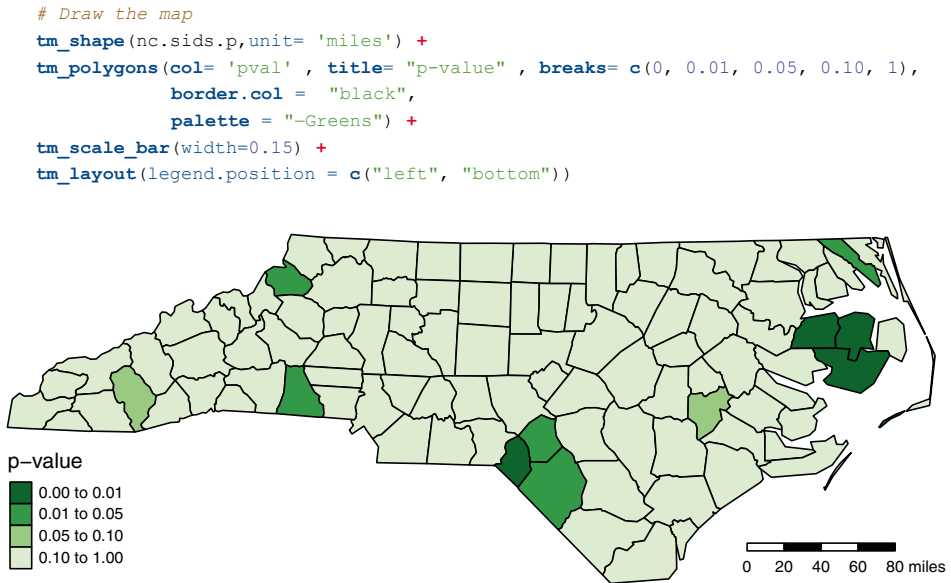 # Draw the map
tm_shape(nc.sids.p,unit= 'miles') +
tm_polygons(col= 'pval' , title= "p-value" , breaks= c(0, 0.01, 0.05, 0.10, 1),
border.col = "black",
palette = "−Greens") +
tm_scale_bar(width=0.15) +
tm_layout(legend.position = c("left", "bottom"))
p−value
0.00 to 0.01
0.01 to 0.05
0.05 to 0.10
0.10 to 1.00
0 20 40 60 80 miles